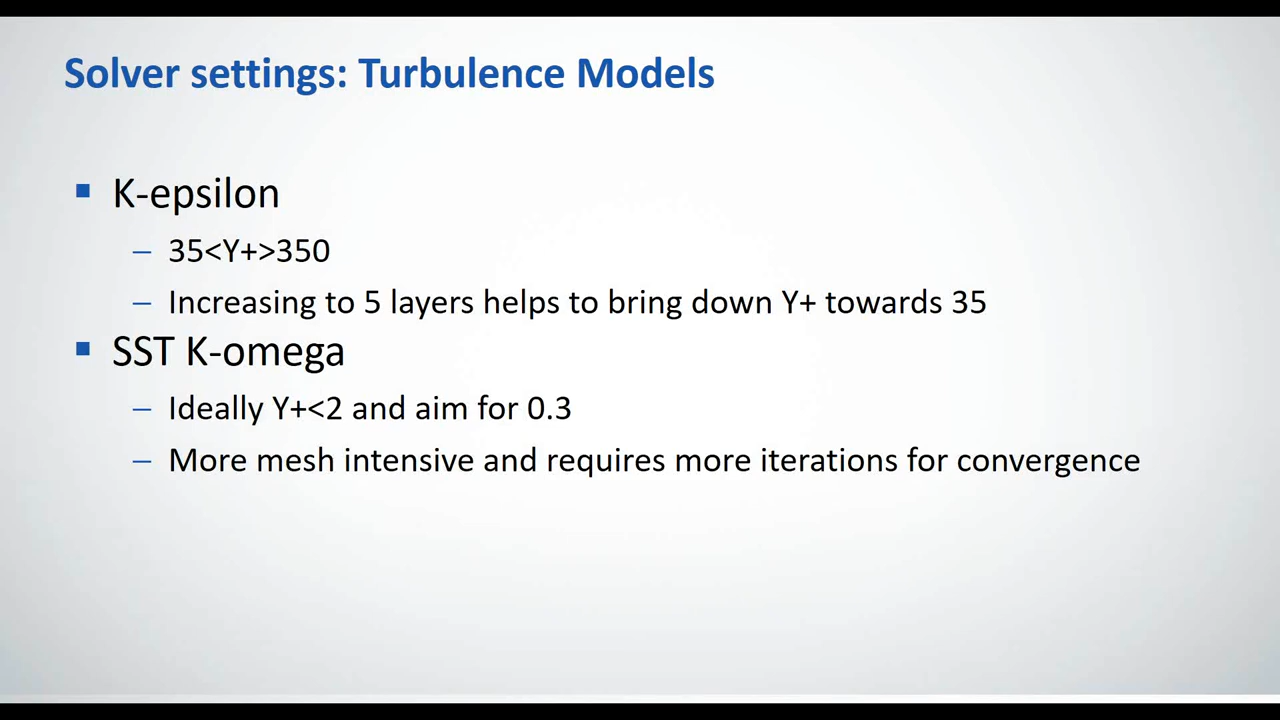 Solver settings: Turbulence Models
▪ K-epsilon
– 35<Y+>350
– Increasing to 5 layers helps to bring down Y+ towards 35
▪ SST K-omega
– Ideally Y+<2 and aim for 0.3
– More mesh intensive and requires more iterations for convergence